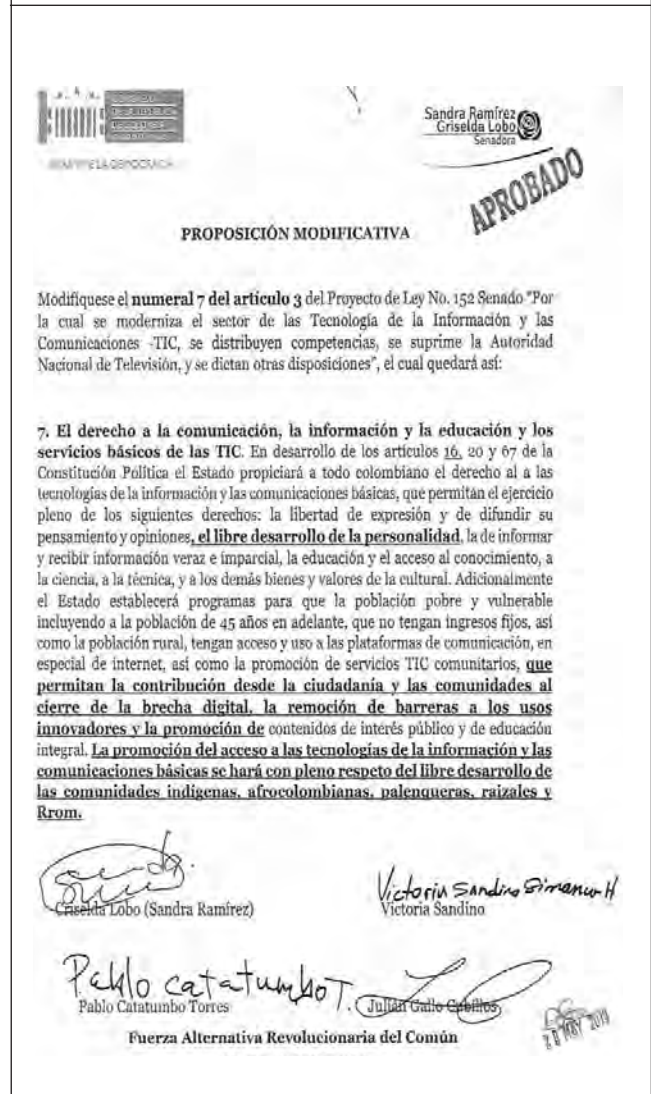 Sandra Ramírez
Griselda Lobo
Senadora
APROBADO
PROPOSICIÓN MODIFICATIVA
Modifíquese el numeral 7 del artículo 3 del Proyecto de Ley No. 152 Senado "Por
la cual se moderniza el sector de las Tecnología de la Información y las
Comunicaciones -TIC, se distribuyen competencias, se suprime la Autoridad
Nacional de Televisión, y se dictan otras disposiciones", el cual quedará así:
7. El derecho a la comunicación, la información y la educación y los
servicios básicos de las TIC. En desarrollo de los artículos 16, 20 y 67 de la
Constitución Política el Estado propiciará a todo colombiano el derecho al a las
tecnologías de la información y las comunicaciones básicas, que permitan el ejercicio
pleno de los siguientes derechos: la libertad de expresión y de difundir su
pensamiento y opiniones, el libre desarrollo de la personalidad, la de informar
y recibir información veraz e imparcial, la educación y el acceso al conocimiento, a
la ciencia, a la técnica, y a los demás bienes y valores de la cultural. Adicionalmente
el Estado establecerá programas para que la población pobre y vulnerable
incluyendo a la población de 45 años en adelante, que no tengan ingresos fijos, así
como la población rural, tengan acceso y uso a las plataformas de comunicación, en
especial de internet, así como la promoción de servicios TIC comunitarios, que
permitan la contribución desde la ciudadanía y las comunidades al
cierre de la brecha digital, la remoción de barreras a los usos
innovadores y la promoción de contenidos de interés público y de educación
integral. La promoción del acceso a las tecnologías de la información y las
comunicaciones básicas se hará con pleno respeto del libre desarrollo de
las comunidades indígenas, afrocolombianas, palenqueras, raizales y
Rrom.
Griselda Lobo (Sandra Ramírez)
Victoria Sandino Simanca H
Victoria Sandino
Pablo Catatumbo T.
Pablo Catatumbo Torres
Julián Gallo Cubillos
Fuerza Alternativa Revolucionaria del Común